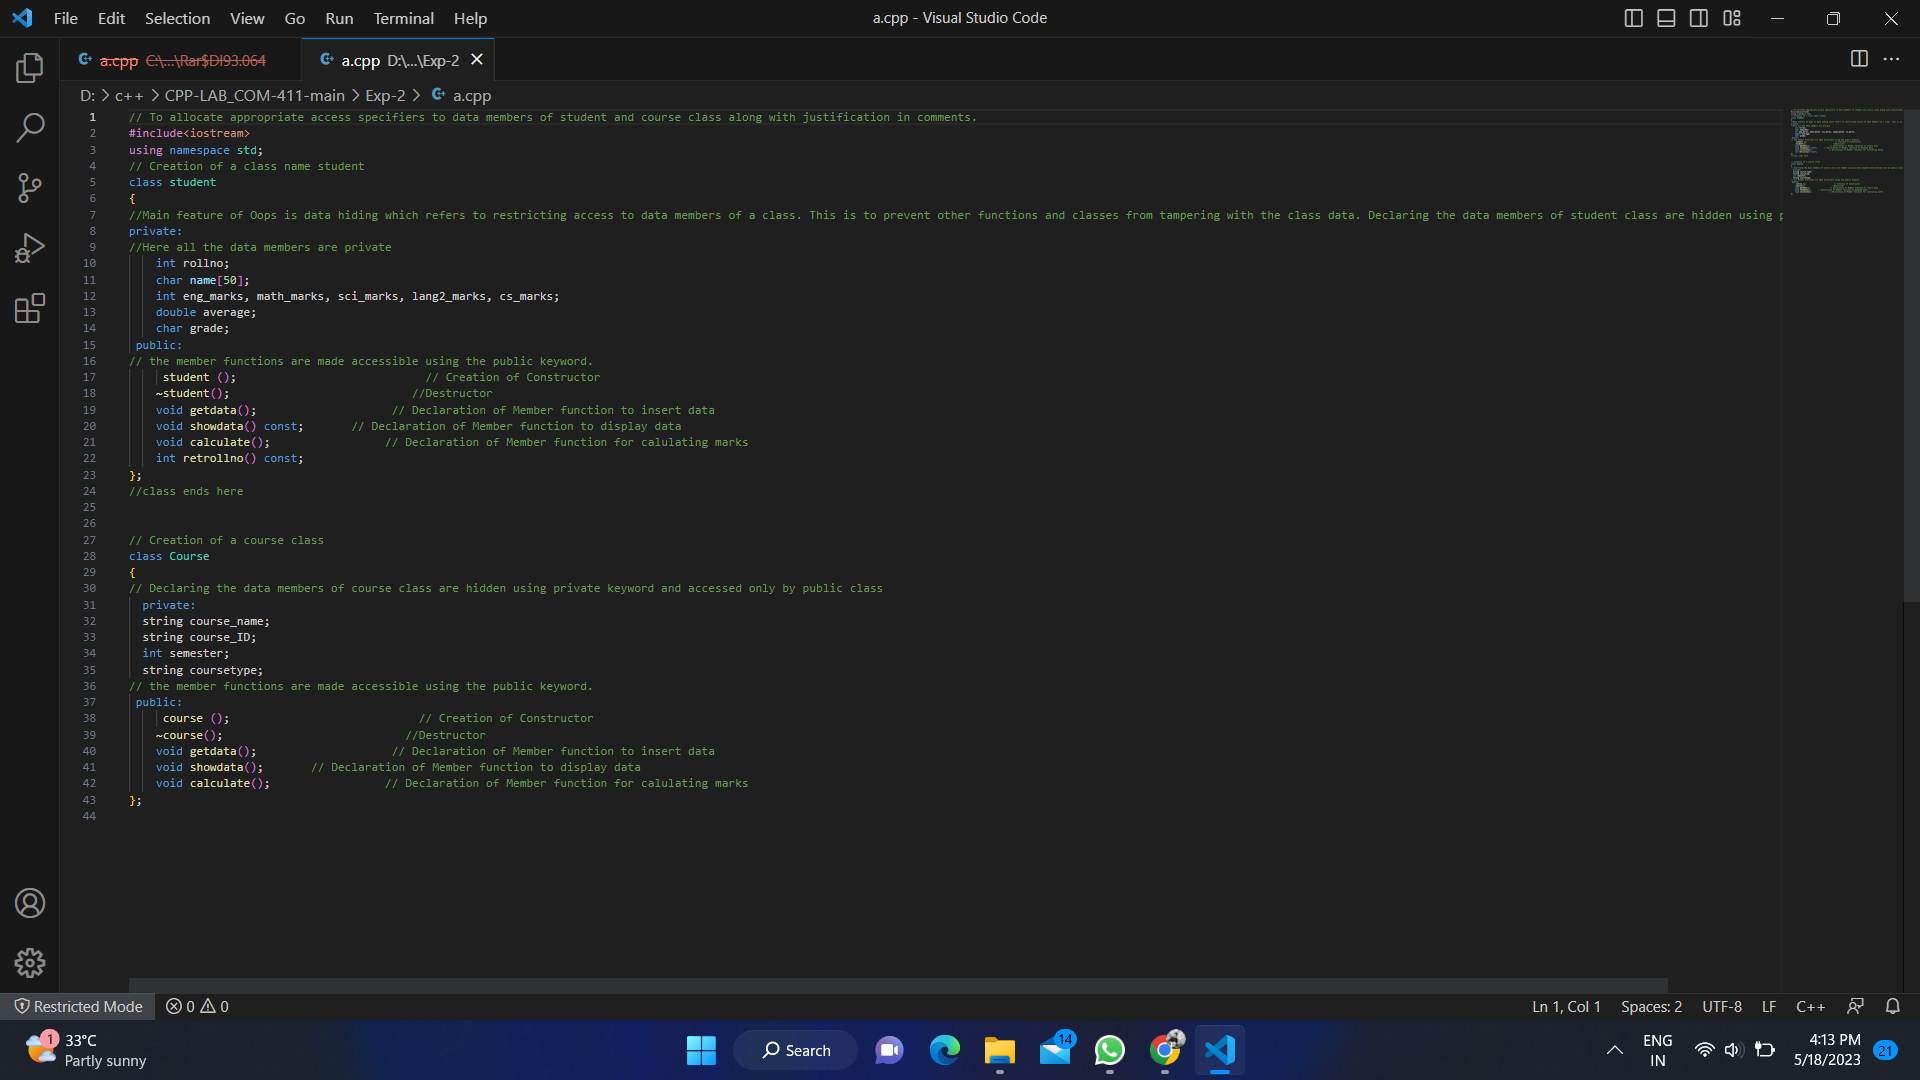 File Edit Selection View Go Run Terminal Help
a.cpp - Visual Studio Code
a.cpp C:\...\Rar$DI93.064
a.cpp D:\...\Exp-2
D: > c++ > CPP-LAB_COM-411-main > Exp-2 > a.cpp
1 // To allocate appropriate access specifiers to data members of student and course class along with justification in comments.
2 #include<iostream>
3 using namespace std;
4 // Creation of a class name student
5 class student
6 {
7 //Main feature of Oops is data hiding which refers to restricting access to data members of a class. This is to prevent other functions and classes from tampering with the class data. Declaring the data members of student class are hidden using
8 private:
9 //Here all the data members are private
10 int rollno;
11 char name[50];
12 int eng_marks, math_marks, sci_marks, lang2_marks, cs_marks;
13 double average;
14 char grade;
15 public:
16 // the member functions are made accessible using the public keyword.
17 student (); // Creation of Constructor
18 ~student(); //Destructor
19 void getdata(); // Declaration of Member function to insert data
20 void showdata() const; // Declaration of Member function to display data
21 void calculate(); // Declaration of Member function for calulating marks
22 int retrollno() const;
23 };
24 //class ends here
25
26
27 // Creation of a course class
28 class Course
29 {
30 // Declaring the data members of course class are hidden using private keyword and accessed only by public class
31 private:
32 string course_name;
33 string course_ID;
34 int semester;
35 string coursetype;
36 // the member functions are made accessible using the public keyword.
37 public:
38 course (); // Creation of Constructor
39 ~course(); //Destructor
40 void getdata(); // Declaration of Member function to insert data
41 void showdata(); // Declaration of Member function to display data
42 void calculate(); // Declaration of Member function for calulating marks
43 };
44
Restricted Mode 0 0
Ln 1, Col 1 Spaces: 2 UTF-8 LF C++
1
33°C
Partly sunny
Search
14
ENG
IN
4:13 PM
5/18/2023
21